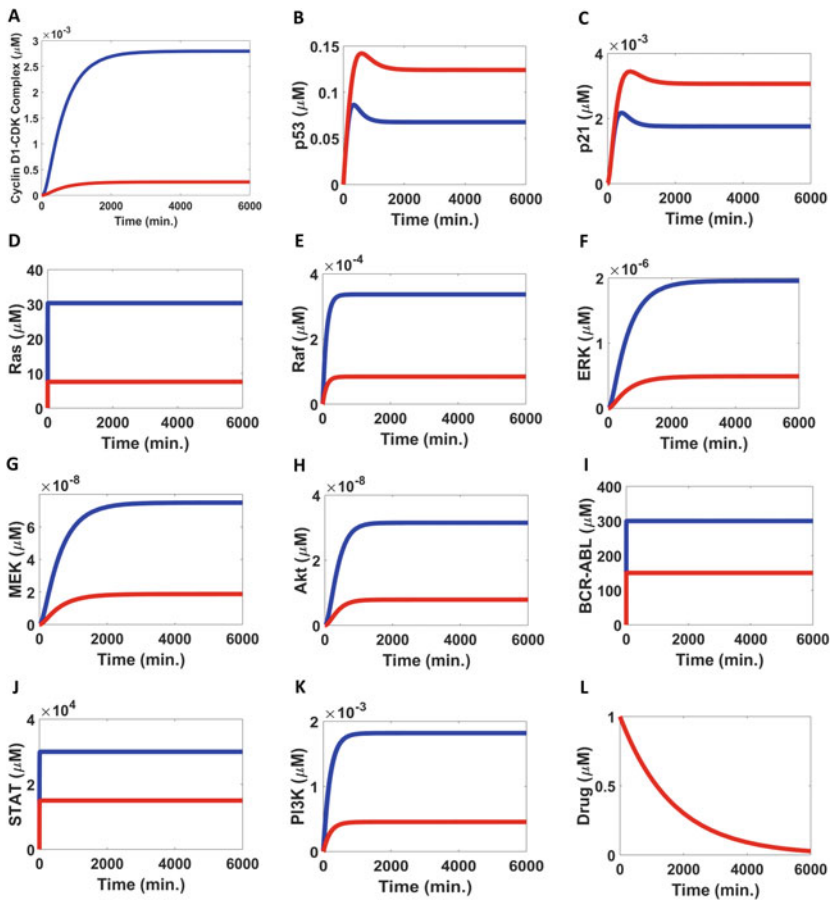 A
×10⁻³
Cyclin D1-CDK Complex (μM)
3
2.5
2
1.5
1
0.5
0
0 2000 4000 6000
Time (min.)
B
p53 (μM)
0.15
0.1
0.05
0
0 2000 4000 6000
Time (min.)
C
×10⁻³
p21 (μM)
4
2
0
0 2000 4000 6000
Time (min.)
D
Ras (μM)
40
30
20
10
0
0 2000 4000 6000
Time (min.)
E
×10⁻⁴
Raf (μM)
4
2
0
0 2000 4000 6000
Time (min.)
F
×10⁻⁶
ERK (μM)
2
1
0
0 2000 4000 6000
Time (min.)
G
×10⁻⁸
MEK (μM)
6
4
2
0
0 2000 4000 6000
Time (min.)
H
×10⁻⁸
Akt (μM)
4
2
0
0 2000 4000 6000
Time (min.)
I
BCR-ABL (μM)
400
300
200
100
0
0 2000 4000 6000
Time (min.)
J
×10⁴
STAT (μM)
4
2
0
0 2000 4000 6000
Time (min.)
K
×10⁻³
PI3K (μM)
2
1
0
0 2000 4000 6000
Time (min.)
L
Drug (μM)
1
0.5
0
0 2000 4000 6000
Time (min.)